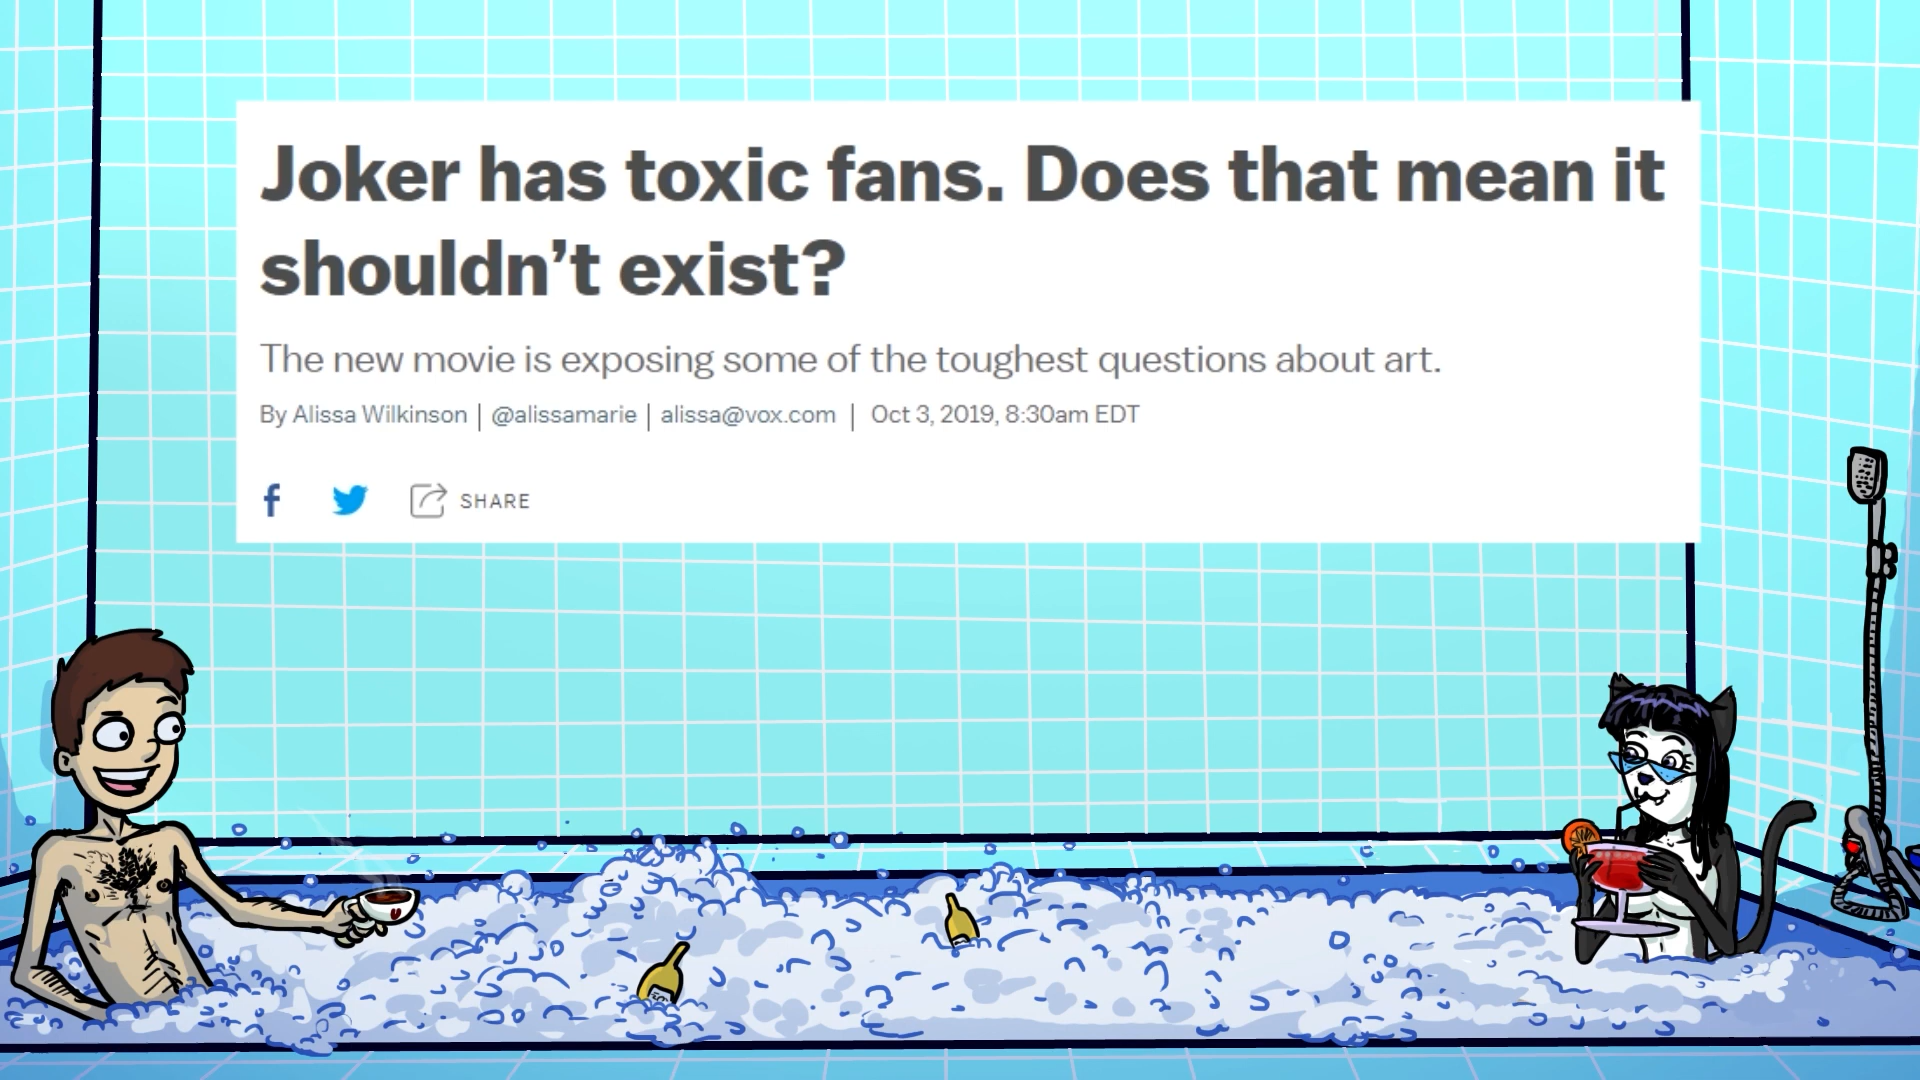 Joker has toxic fans. Does that mean it
shouldn’t exist?
The new movie is exposing some of the toughest questions about art.
By Alissa Wilkinson | @alissamarie | alissa@vox.com | Oct 3, 2019, 8:30am EDT
SHARE